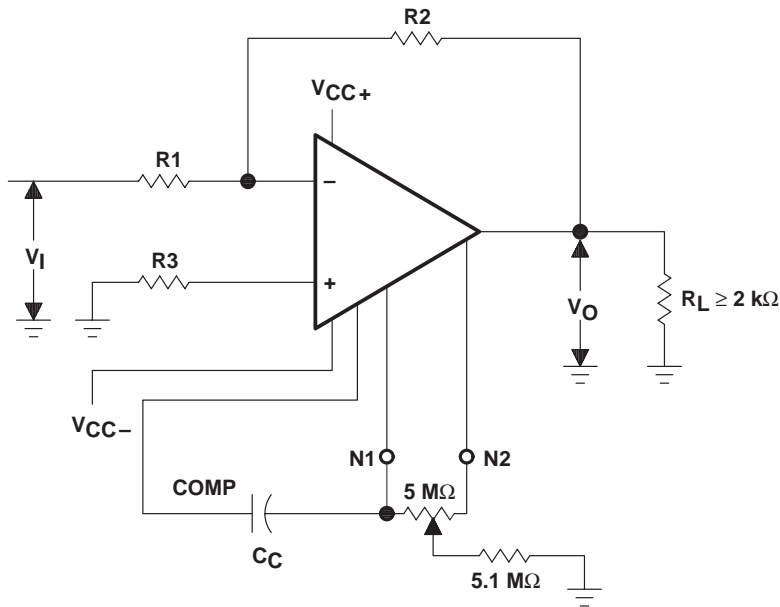 R2
VCC+
R1
−
VI
R3
+
VO
RL ≥ 2 kΩ
VCC−
N1
N2
COMP
5 MΩ
CC
5.1 MΩ